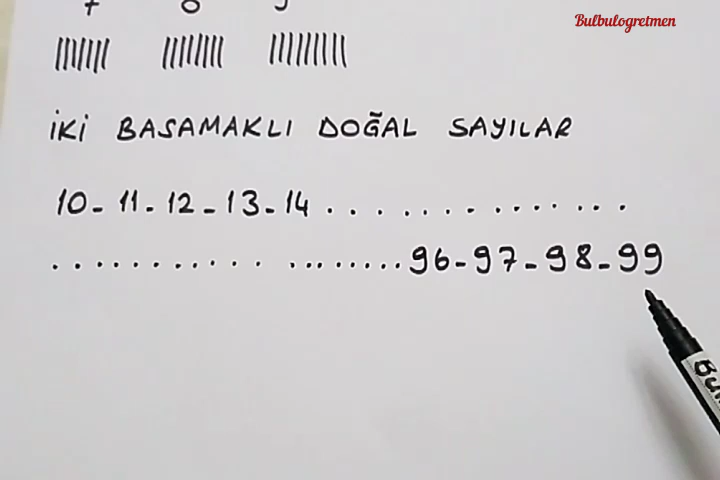 Bulbulogretmen
İKİ BASAMAKLI DOĞAL SAYILAR
10-11-12-13-14..............
....................96-97-98-99